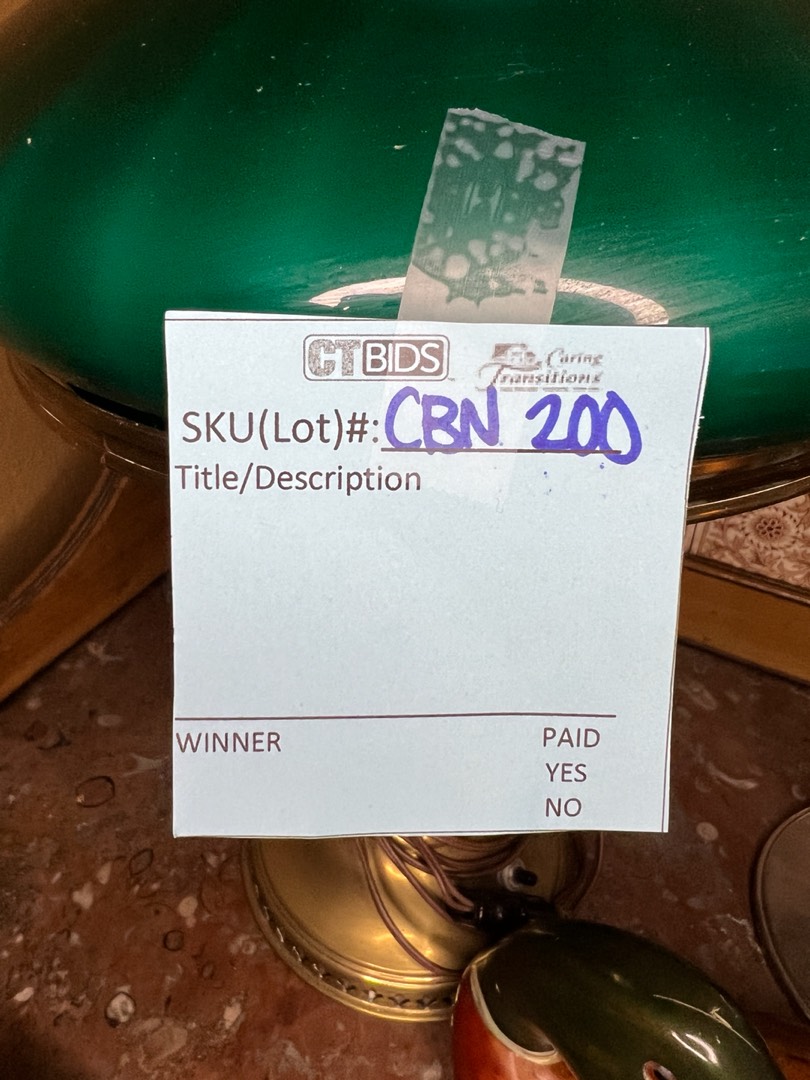 CTBIDS
Caring
Transitions
SKU(Lot)#: CBN 200
Title/Description
WINNER PAID
YES
NO